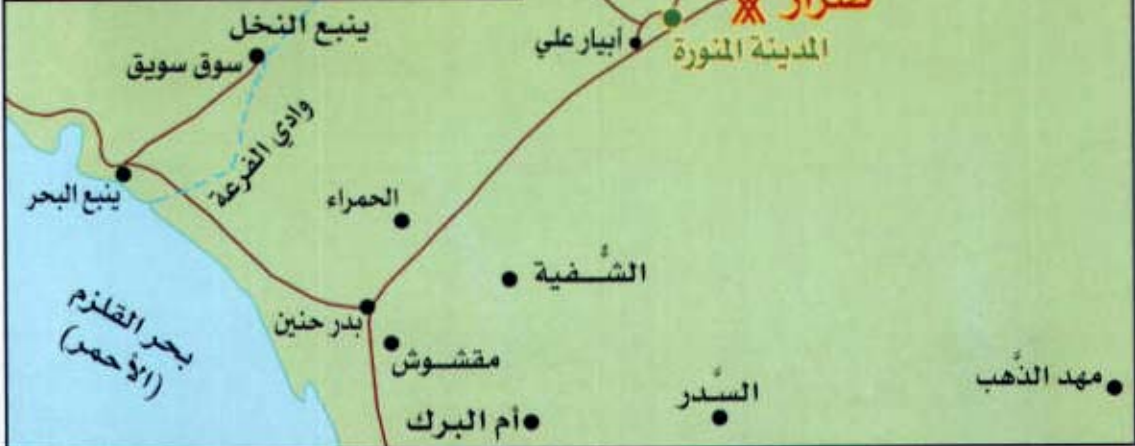 ينبع النخل
سوق سويق
أبيار علي
المدينة المنورة
وادي الفرعة
ينبع البحر
الحمراء
الشُّفية
بحر القلزم
(الأحمر)
بدر حنين
مقشوش
أم البرك
السَّدر
مهد الذَّهب